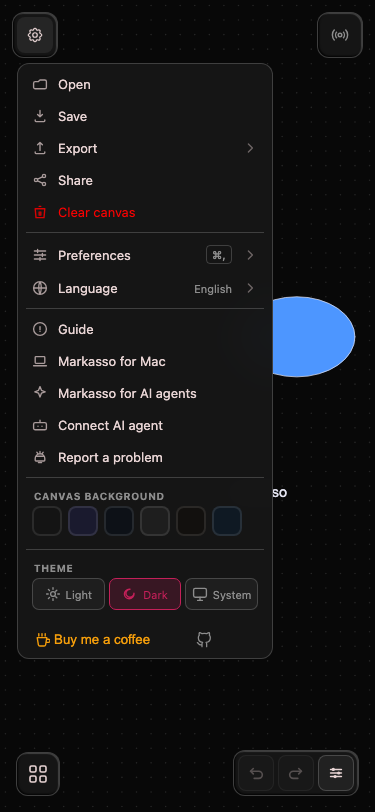 Open
Save
Export
Share
Clear canvas
Preferences ⌘,
Language English
Guide
Markasso for Mac
Markasso for AI agents
Connect AI agent
Report a problem
so
CANVAS BACKGROUND
THEME
Light Dark System
Buy me a coffee